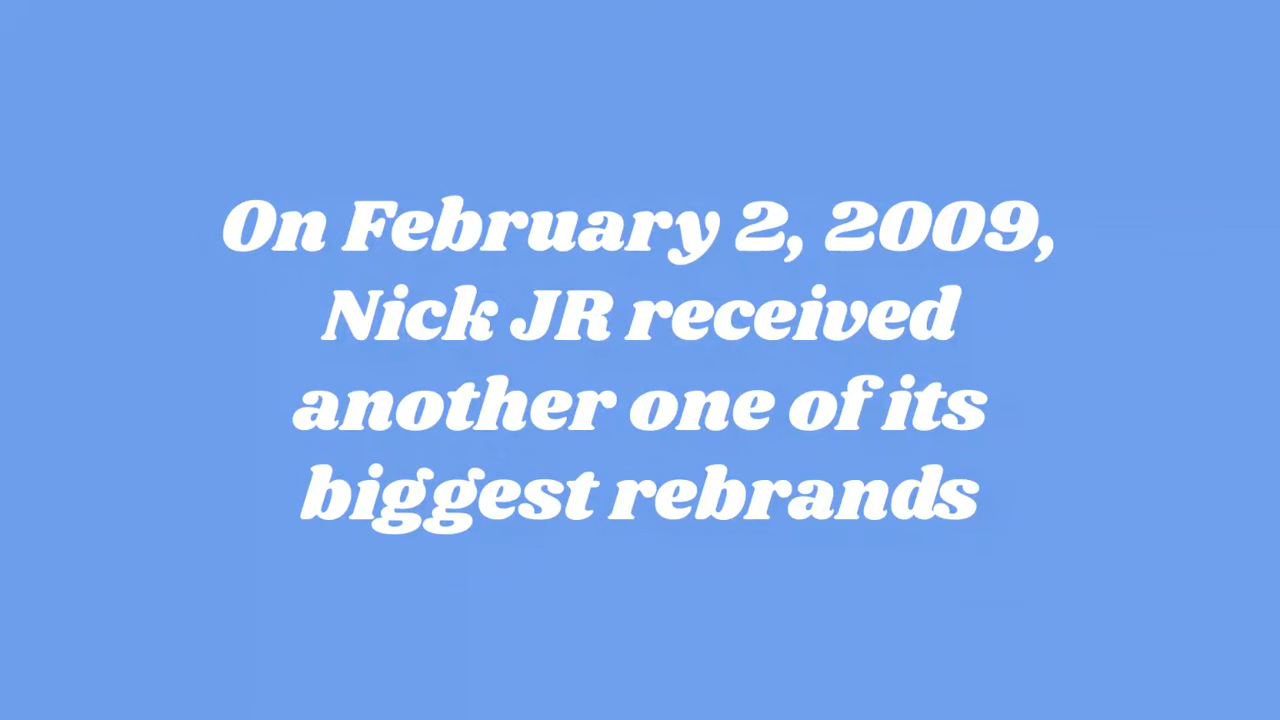 On February 2, 2009,
Nick JR received
another one of its
biggest rebrands